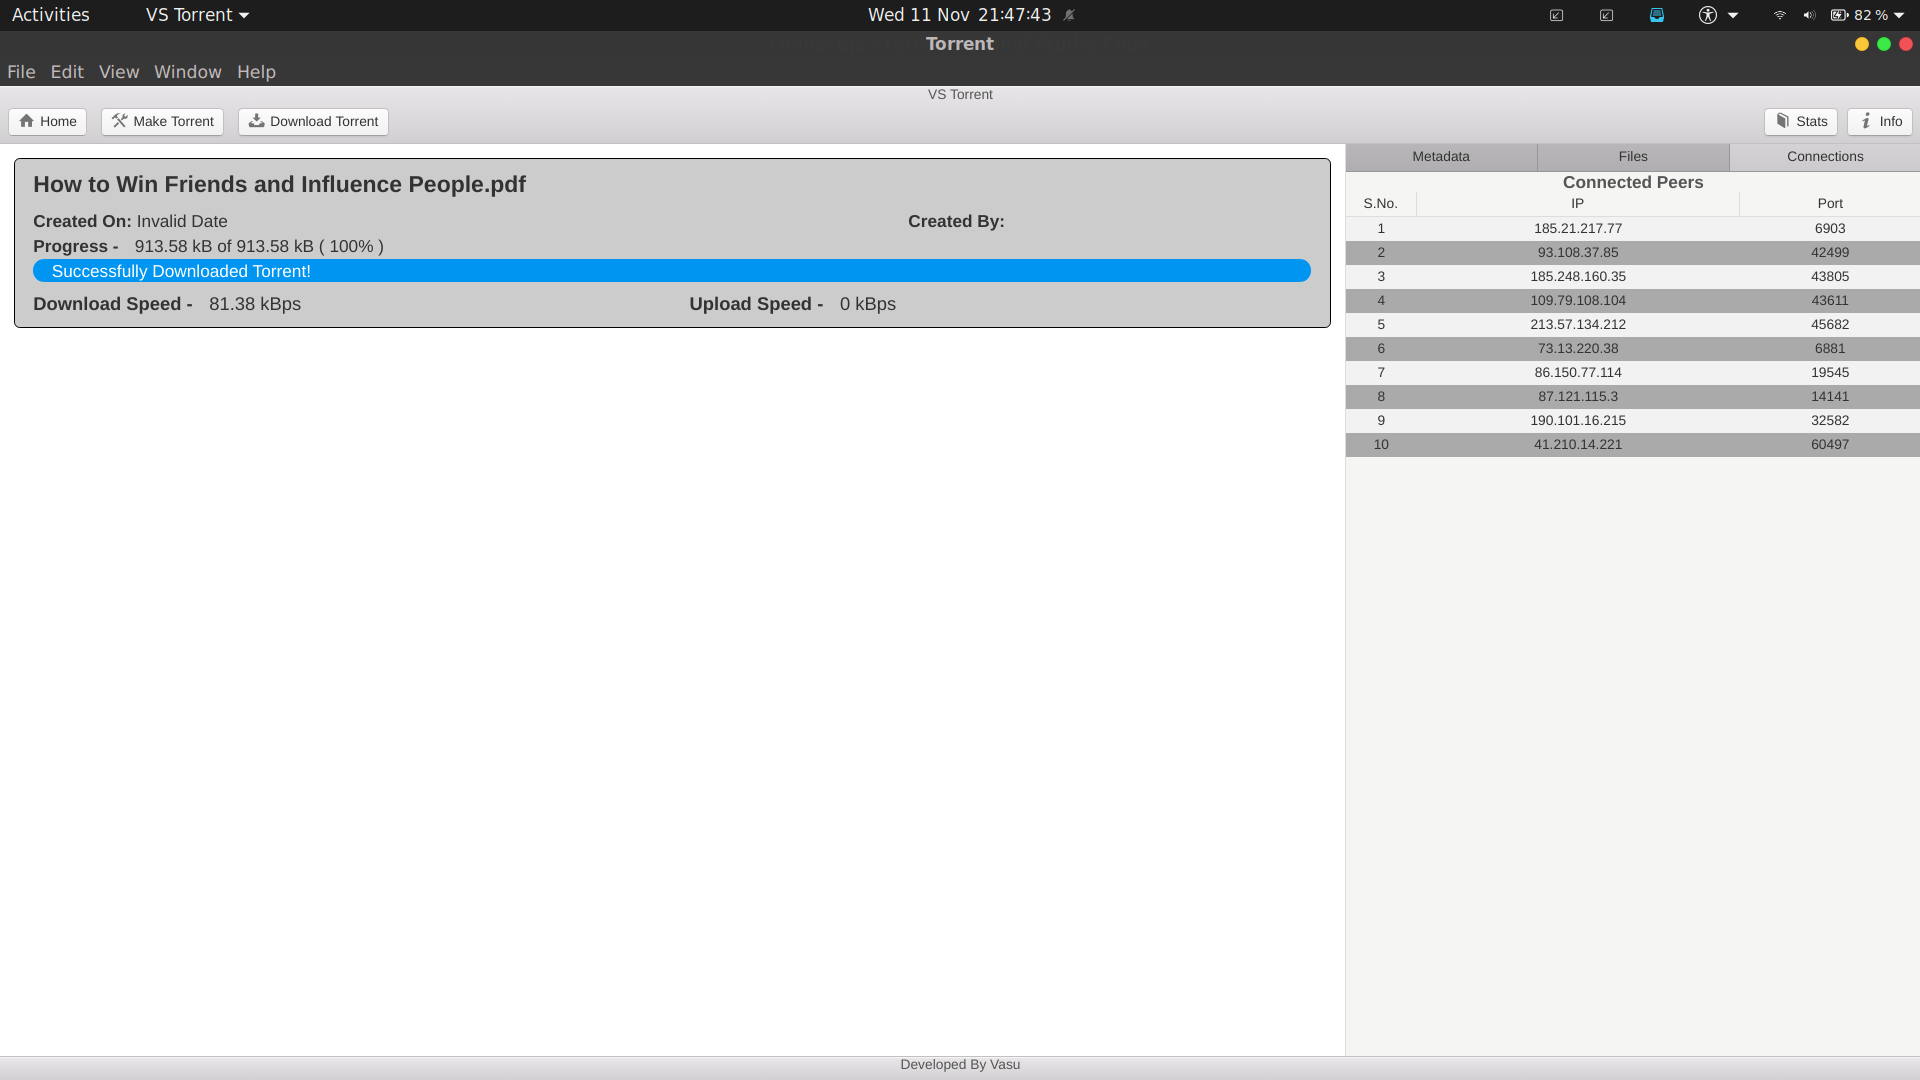 Activities VS Torrent Wed 11 Nov 21:47:43 82 %
Torrent
File Edit View Window Help
VS Torrent
Home Make Torrent Download Torrent Stats Info
How to Win Friends and Influence People.pdf
Created On: Invalid Date Created By:
Progress - 913.58 kB of 913.58 kB ( 100% )
Successfully Downloaded Torrent!
Download Speed - 81.38 kBps Upload Speed - 0 kBps
Metadata Files Connections
Connected Peers
S.No. IP Port
1 185.21.217.77 6903
2 93.108.37.85 42499
3 185.248.160.35 43805
4 109.79.108.104 43611
5 213.57.134.212 45682
6 73.13.220.38 6881
7 86.150.77.114 19545
8 87.121.115.3 14141
9 190.101.16.215 32582
10 41.210.14.221 60497
Developed By Vasu